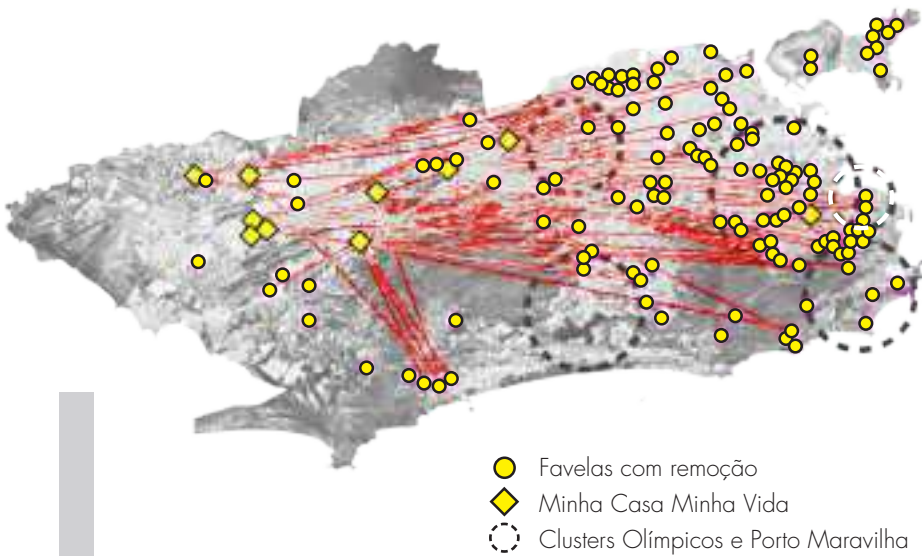 Favelas com remoção
Minha Casa Minha Vida
Clusters Olímpicos e Porto Maravilha